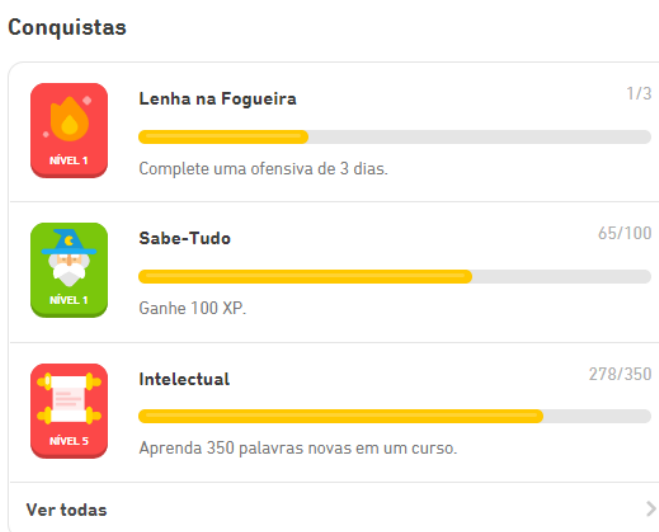 Conquistas
Lenha na Fogueira
1/3
NÍVEL 1
Complete uma ofensiva de 3 dias.
Sabe-Tudo
65/100
NÍVEL 1
Ganhe 100 XP.
Intelectual
278/350
NÍVEL 5
Aprenda 350 palavras novas em um curso.
Ver todas